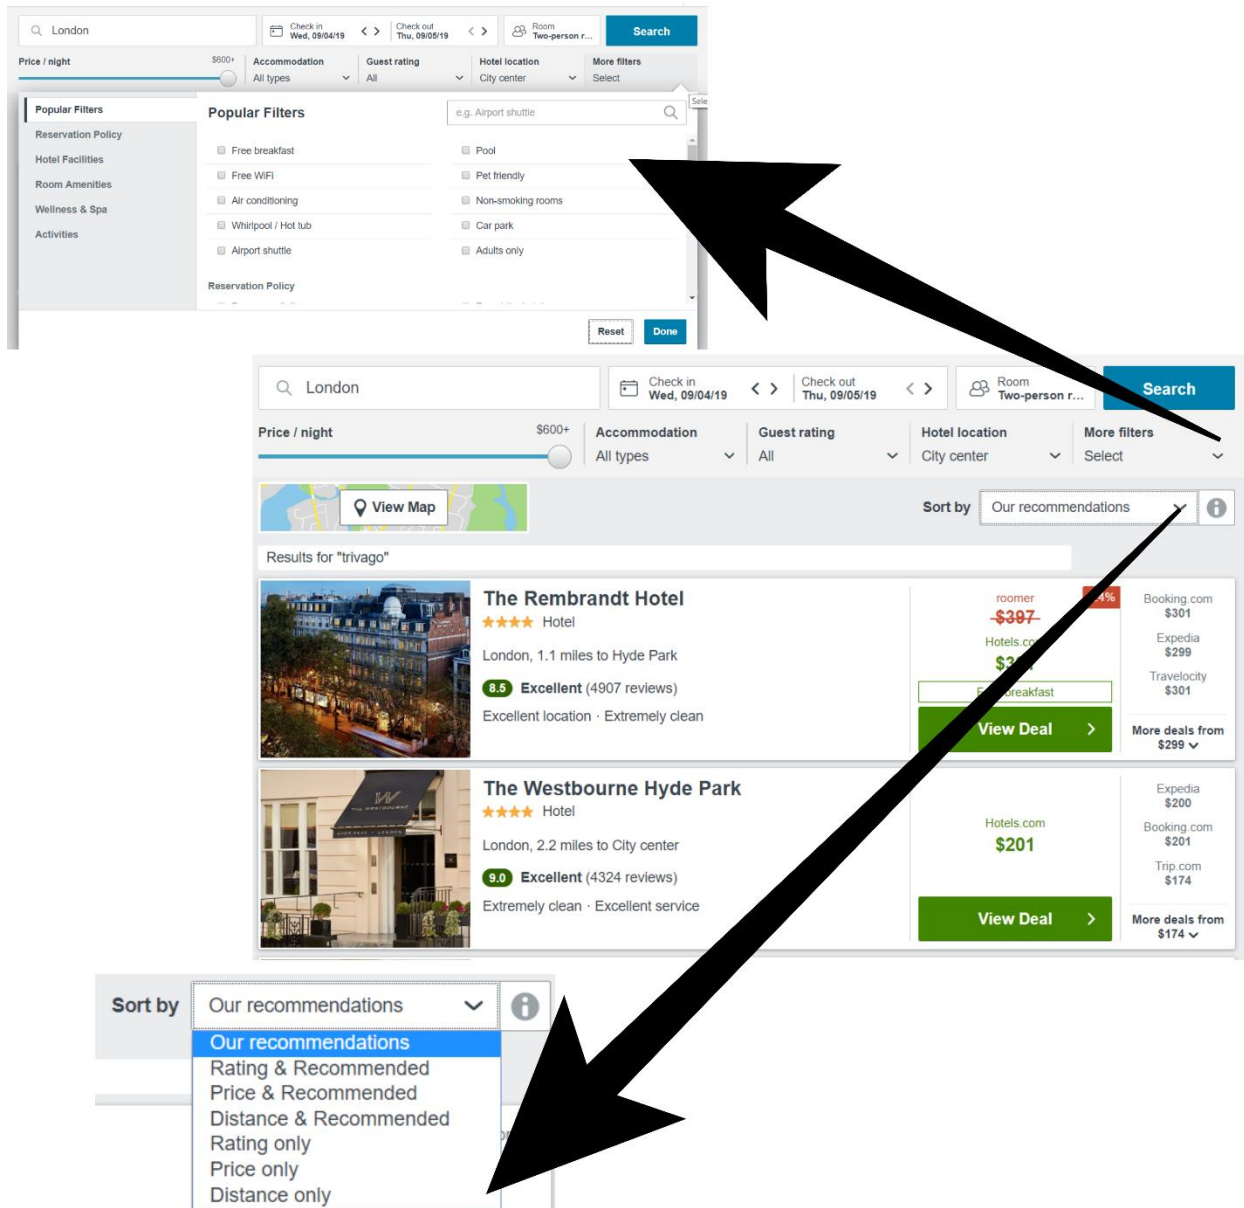 London
Check in
Wed, 09/04/19
Check out
Thu, 09/05/19
Room
Two-person r...
Search
Price / night
$600+
Accommodation
All types
Guest rating
All
Hotel location
City center
More filters
Select
Sele
Popular Filters
Reservation Policy
Hotel Facilities
Room Amenities
Wellness & Spa
Activities
Popular Filters
e.g. Airport shuttle
Free breakfast
Pool
Free WiFi
Pet friendly
Air conditioning
Non-smoking rooms
Whirlpool / Hot tub
Car park
Airport shuttle
Adults only
Reservation Policy
Reset
Done
London
Check in
Wed, 09/04/19
Check out
Thu, 09/05/19
Room
Two-person r...
Search
Price / night
$600+
Accommodation
All types
Guest rating
All
Hotel location
City center
More filters
Select
View Map
Sort by
Our recommendations
Results for "trivago"
The Rembrandt Hotel
Hotel
London, 1.1 miles to Hyde Park
8.5 Excellent (4907 reviews)
Excellent location · Extremely clean
roomer
$397
Hotels.co
breakfast
View Deal
Booking.com
$301
Expedia
$299
Travelocity
$301
More deals from
$299
The Westbourne Hyde Park
Hotel
London, 2.2 miles to City center
9.0 Excellent (4324 reviews)
Extremely clean · Excellent service
Hotels.com
$201
View Deal
Expedia
$200
Booking.com
$201
Trip.com
$174
More deals from
$174
W
THE WESTBOURNE
Sort by
Our recommendations
Our recommendations
Rating & Recommended
Price & Recommended
Distance & Recommended
Rating only
Price only
Distance only